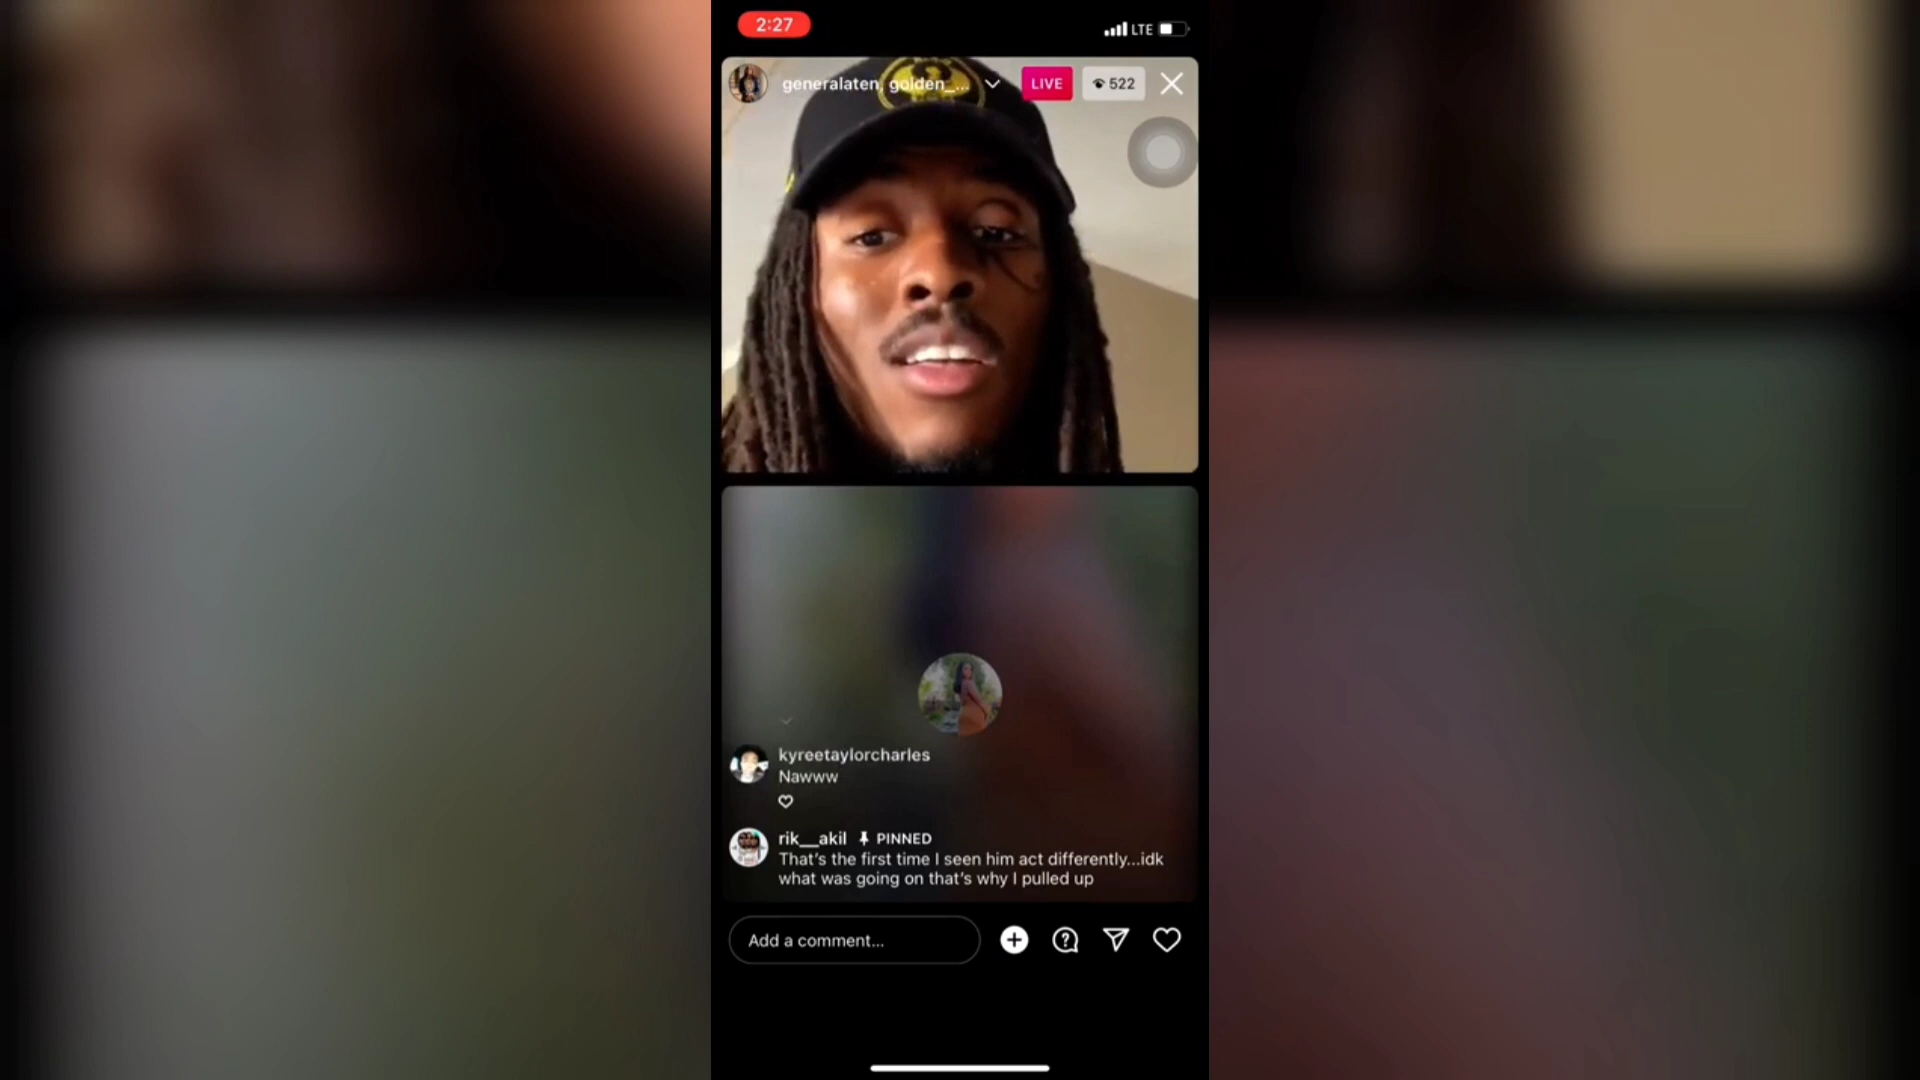 2:27
LTE
generalaten, golden_...
LIVE
522
kyreetaylorcharles
Nawww
rik__akil PINNED
That's the first time I seen him act differently...idk
what was going on that's why I pulled up
Add a comment...